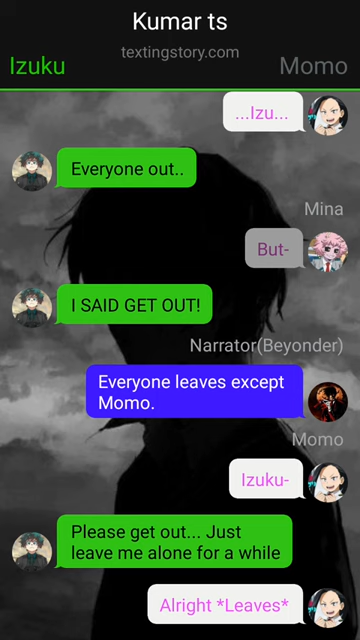 Kumar ts
textingstory.com
Izuku
Momo
...Izu...
Everyone out..
Mina
But-
I SAID GET OUT!
Narrator(Beyonder)
Everyone leaves except
Momo.
Momo
Izuku-
Please get out... Just
leave me alone for a while
Alright *Leaves*